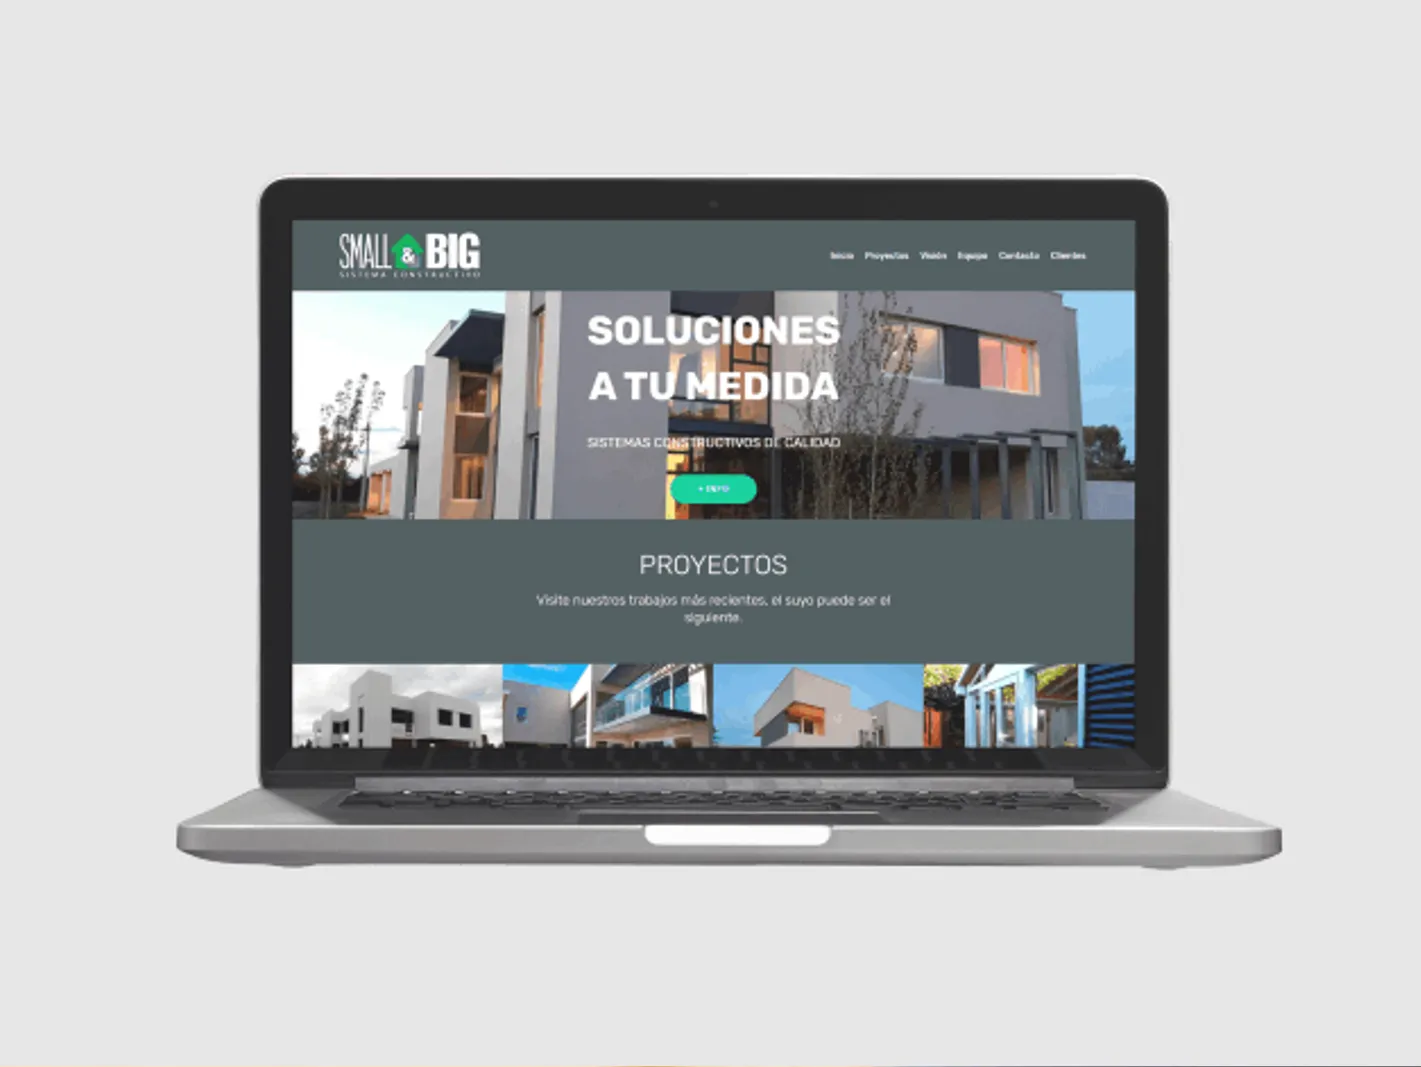 SMALL & BIG
SISTEMA CONSTRUCTIVO
Inicio Proyectos Visión Equipo Contacto Clientes
SOLUCIONES
A TU MEDIDA
SISTEMAS CONSTRUCTIVOS DE CALIDAD
+ INFO
PROYECTOS
Visite nuestros trabajos más recientes, el suyo puede ser el
siguiente.